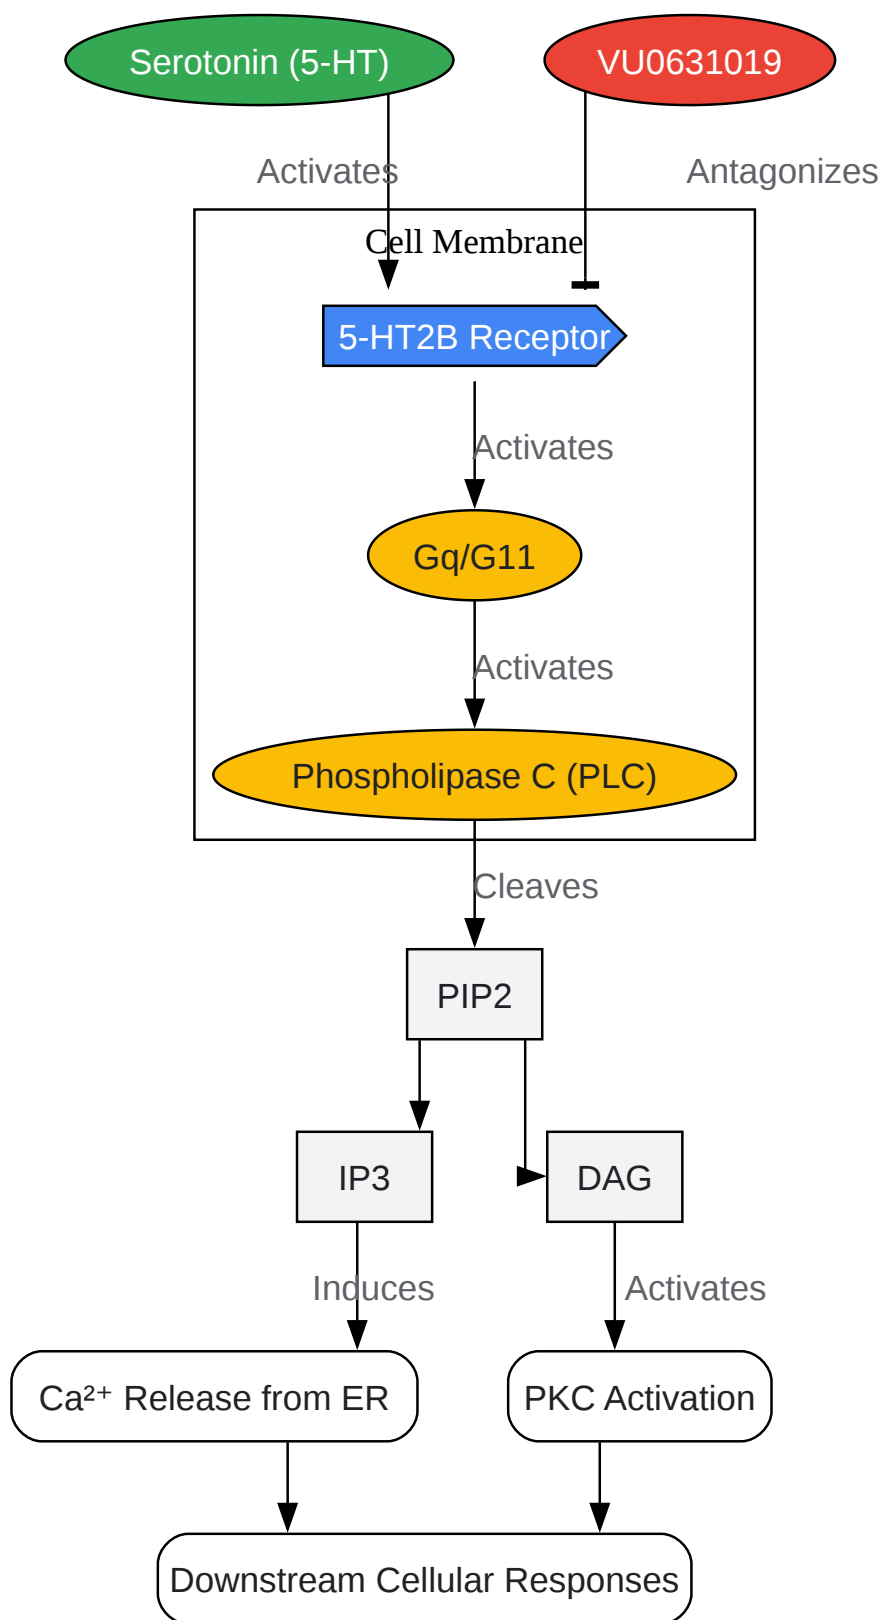 Serotonin (5-HT)
VU0631019
Activates
Antagonizes
Cell Membrane
5-HT2B Receptor
Activates
Gq/G11
Activates
Phospholipase C (PLC)
Cleaves
PIP2
IP3
DAG
Induces
Activates
Ca²⁺ Release from ER
PKC Activation
Downstream Cellular Responses